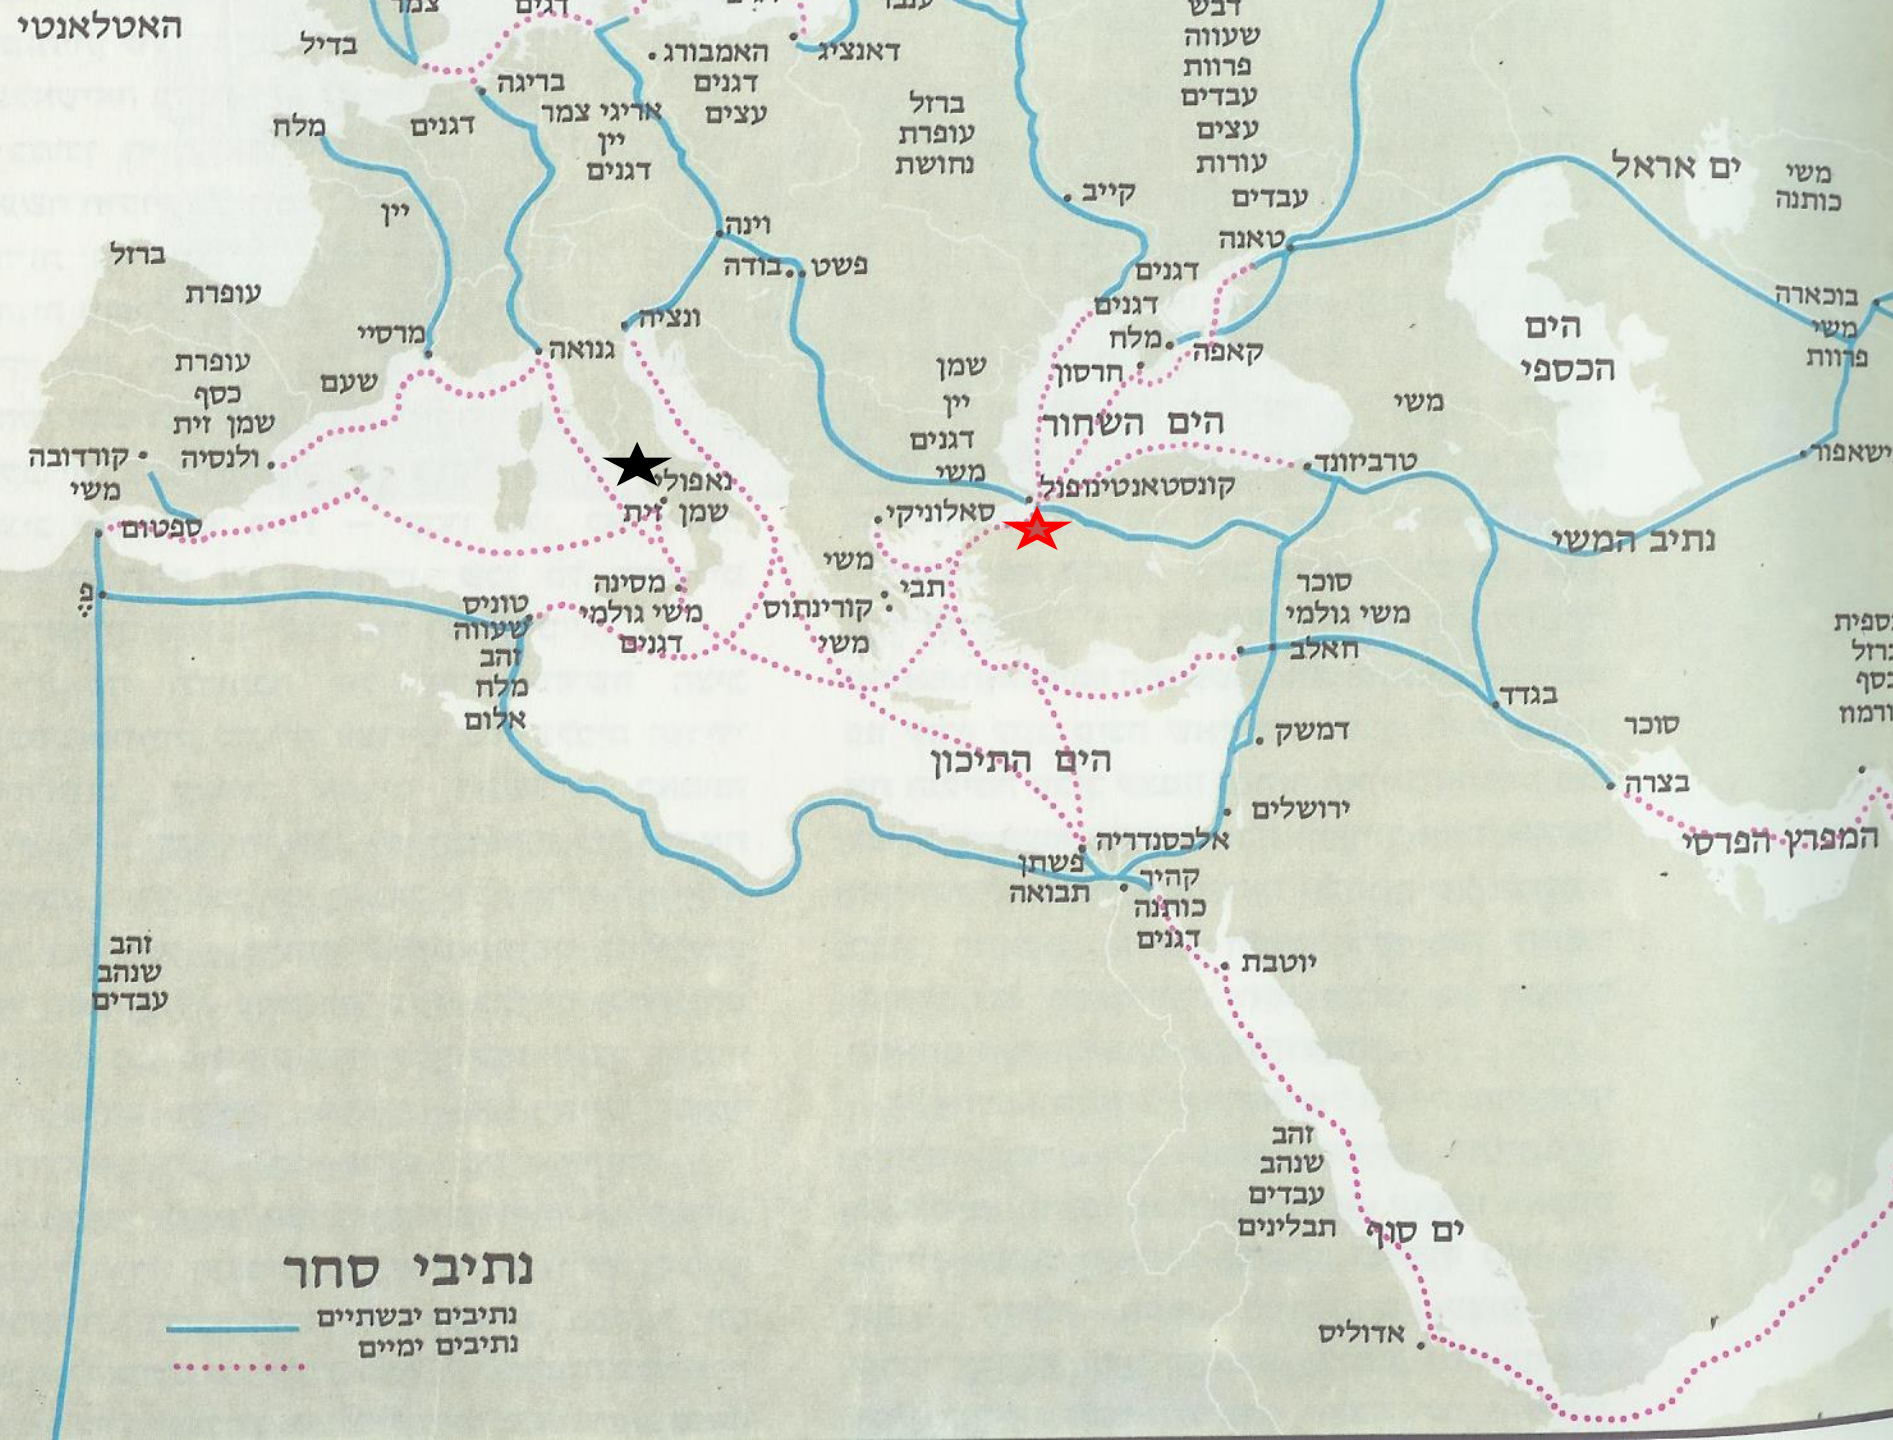 האטלאנטי
צמר
דגים
ענבר
דבש
שעווה
פרוות
עבדים
עצים
עורות
עבדים
בדיל
האמבורג
דגנים
עצים
דאנציג
בריגה
אריגי צמר
יין
דגנים
ברזל
עופרת
נחושת
מלח
דגנים
יין
קייב
ים אראל
משי
כותנה
טאנה
וינה
בודה
פשט
ברזל
עופרת
דגנים
דגנים
מלח
קאפה
חרסון
בוכארה
משי
פרוות
הים
הכספי
ונציה
גנואה
מרסיי
שעם
עופרת
כסף
שמן זית
ולנסיה
קורדובה
משי
שמן
יין
דגנים
משי
הים השחור
משי
טרביזונד
ישאפור
נאפולי
שמן זית
קונסטאנטינופול
סאלוניקי
ספטום
נתיב המשי
משי
תבי
קורינתוס
משי
מסינה
משי גולמי
דגנים
סוכר
משי גולמי
חאלב
פֶס
טוניס
שעווה
זהב
מלח
אלום
בגדד
סוכר
בצרה
דמשק
הים התיכון
ירושלים
המפרץ הפרסי
אלכסנדריה
פשתן
תבואה
קהיר
כותנה
דגנים
יוטבת
זהב
שנהב
עבדים
זהב
שנהב
עבדים
תבלינים
ים סוף
אדוליס
נתיבי סחר
נתיבים יבשתיים
נתיבים ימיים